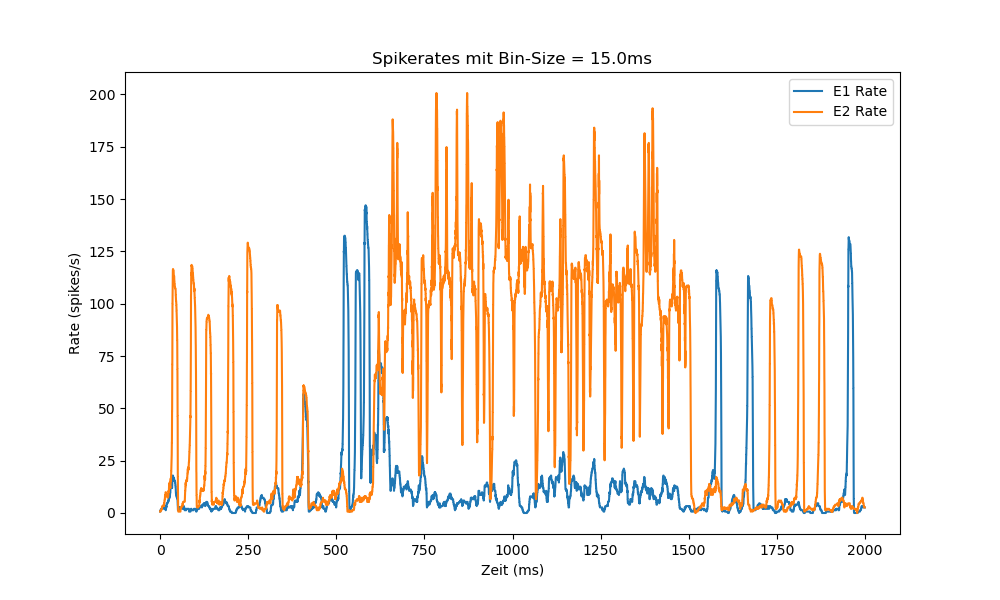 Spikerates mit Bin-Size = 15.0ms
E1 Rate
E2 Rate
200
175
150
125
100
75
50
25
0
Rate (spikes/s)
0 250 500 750 1000 1250 1500 1750 2000
Zeit (ms)